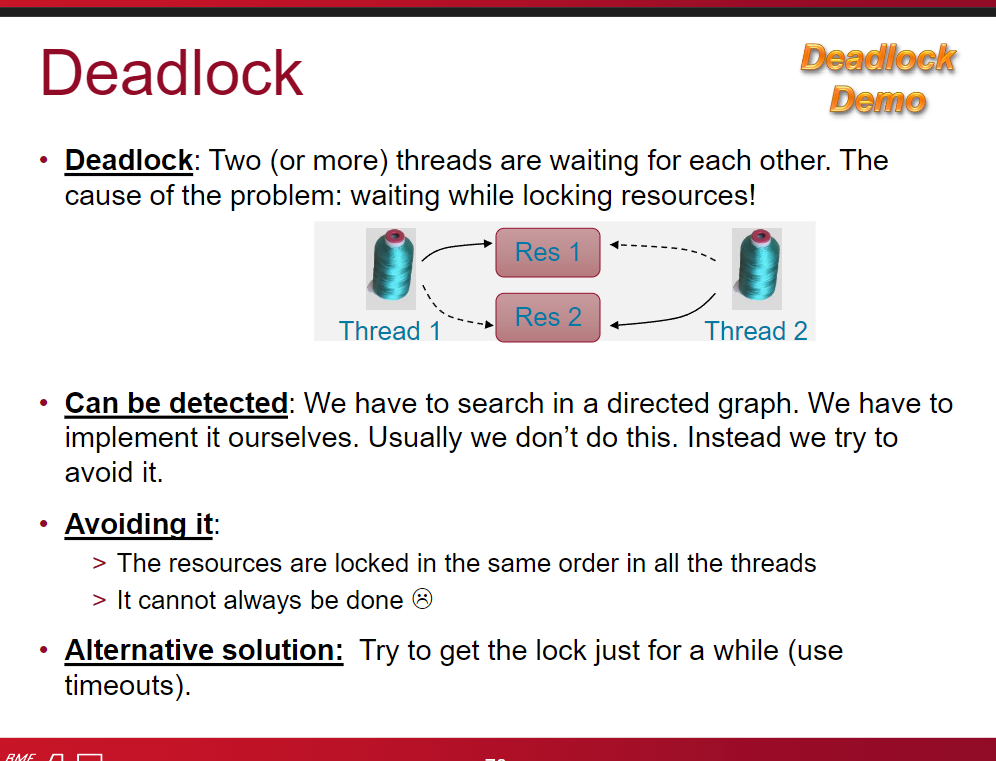 Deadlock
Deadlock
Demo
• Deadlock: Two (or more) threads are waiting for each other. The
cause of the problem: waiting while locking resources!
Res 1
Res 2
Thread 1
Thread 2
• Can be detected: We have to search in a directed graph. We have to
implement it ourselves. Usually we don’t do this. Instead we try to
avoid it.
• Avoiding it:
> The resources are locked in the same order in all the threads
> It cannot always be done ☹
• Alternative solution: Try to get the lock just for a while (use
timeouts).